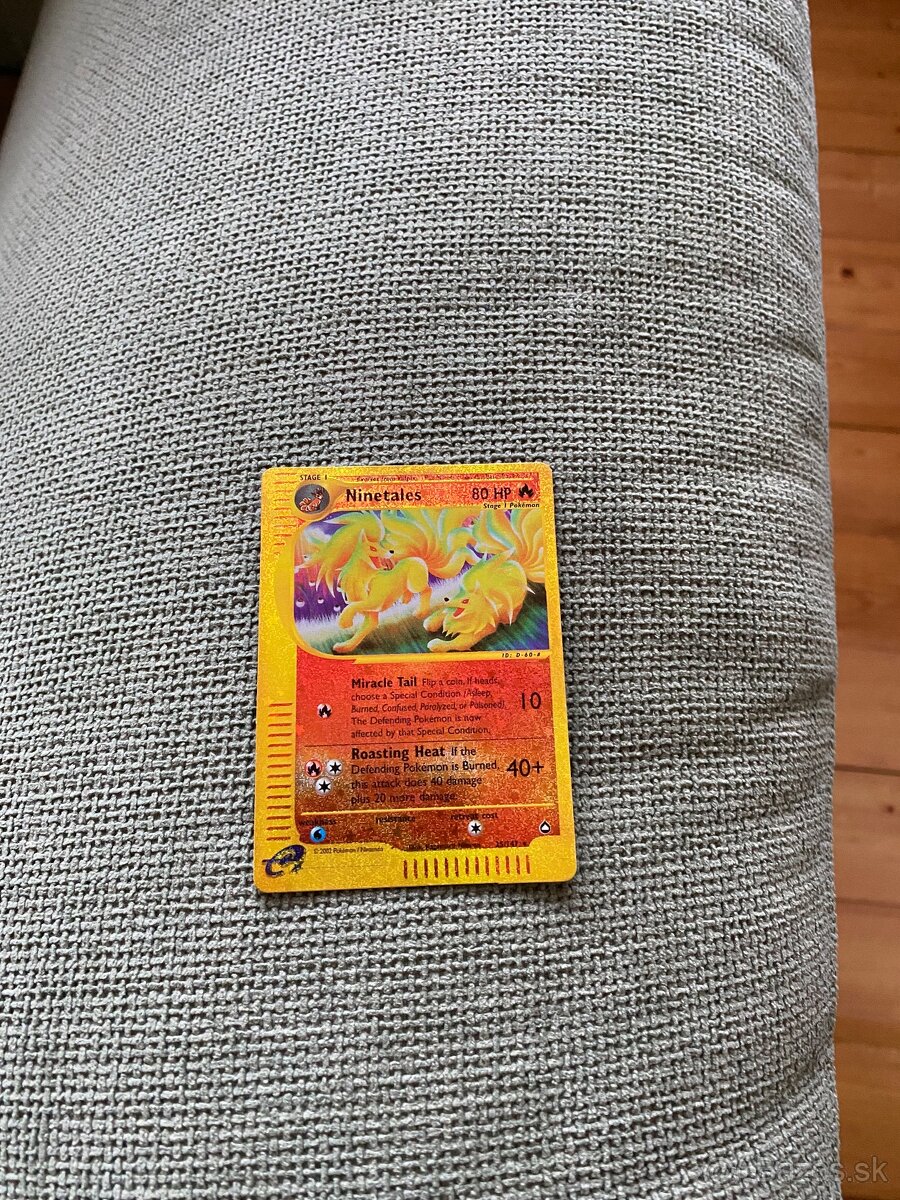 STAGE 1
Evolves from Vulpix
Ninetales 80 HP
Stage 1 Pokémon
ID: D-60-#
Miracle Tail Flip a coin. If heads,
choose a Special Condition (Asleep,
Burned, Confused, Paralyzed, or Poisoned).
The Defending Pokémon is now
affected by that Special Condition.
10
Roasting Heat If the
Defending Pokémon is Burned,
this attack does 40 damage
plus 20 more damage.
40+
weakness resistance retreat cost
© 2002 Pokémon / Nintendo
e
s.sk